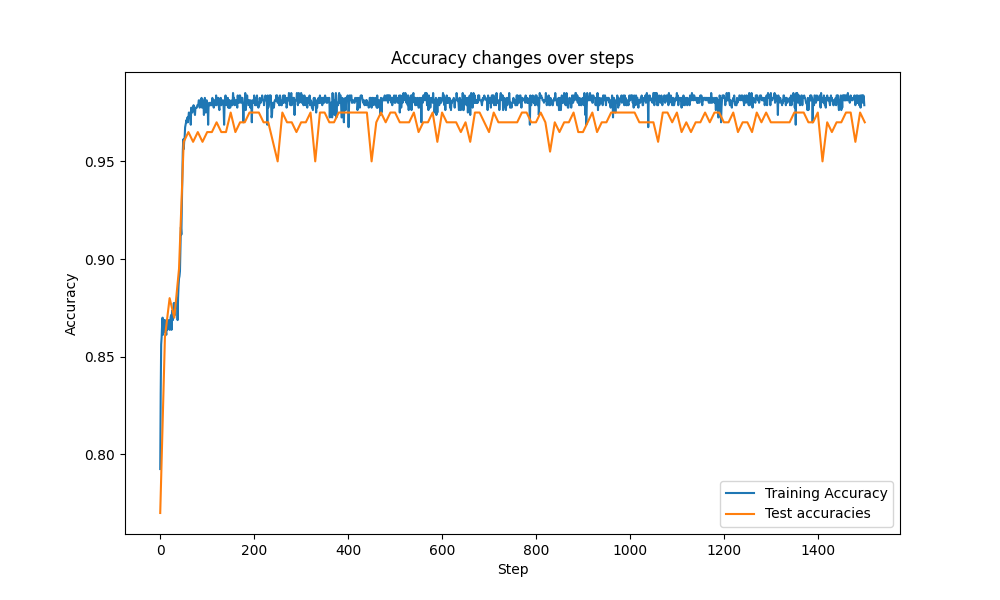 Accuracy changes over steps
Accuracy
0.95
0.90
0.85
0.80
0
200
400
600
800
1000
1200
1400
Step
Training Accuracy
Test accuracies